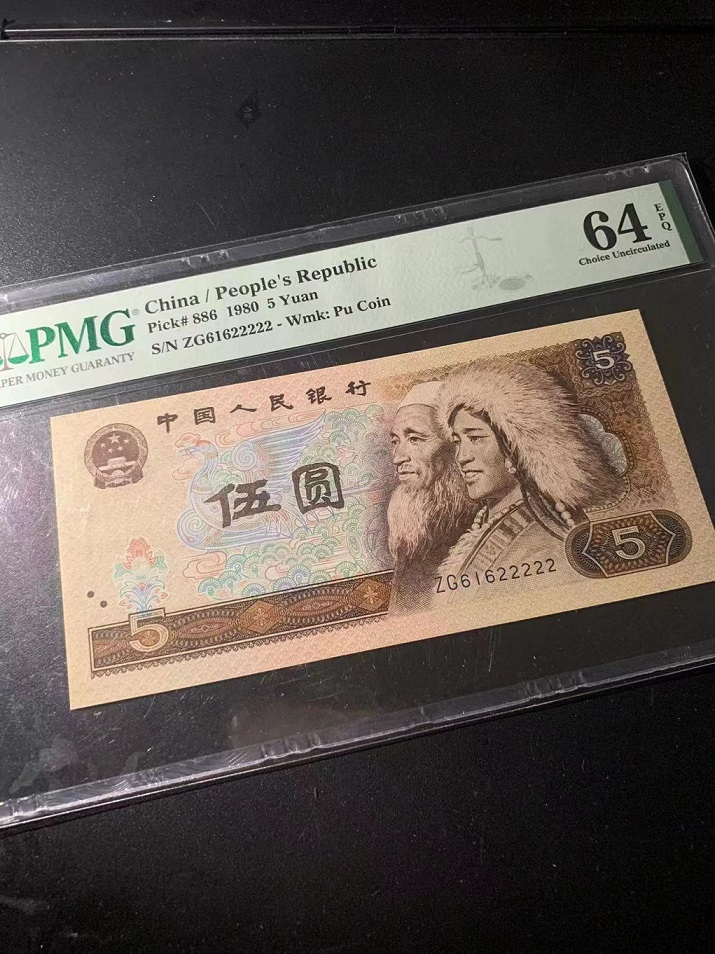 64
EPQ
Choice Uncirculated
China / People's Republic
Pick# 886 1980 5 Yuan
S/N ZG61622222 - Wmk: Pu Coin
PMG®
PER MONEY GUARANTY
中国人民银行
5
伍圆
5
ZG61622222
5